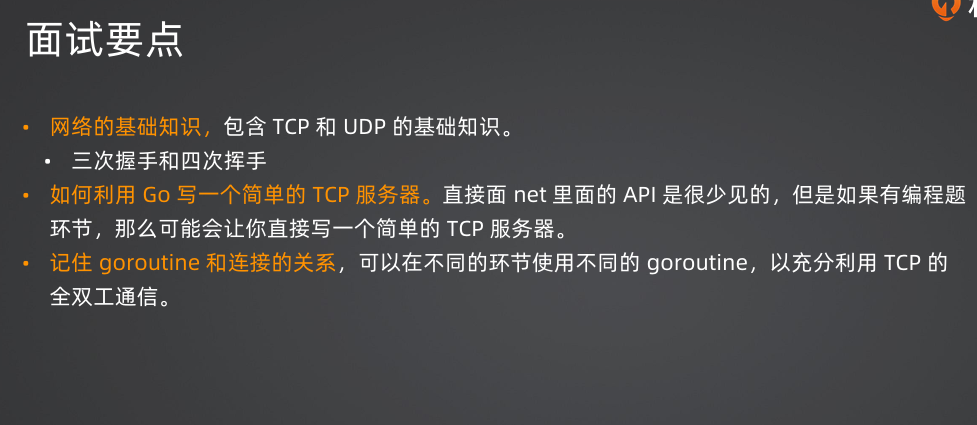 面试要点
• 网络的基础知识，包含 TCP 和 UDP 的基础知识。
• 三次握手和四次挥手
• 如何利用 Go 写一个简单的 TCP 服务器。直接面 net 里面的 API 是很少见的，但是如果有编程题
环节，那么可能会让你直接写一个简单的 TCP 服务器。
• 记住 goroutine 和连接的关系，可以在不同的环节使用不同的 goroutine，以充分利用 TCP 的
全双工通信。